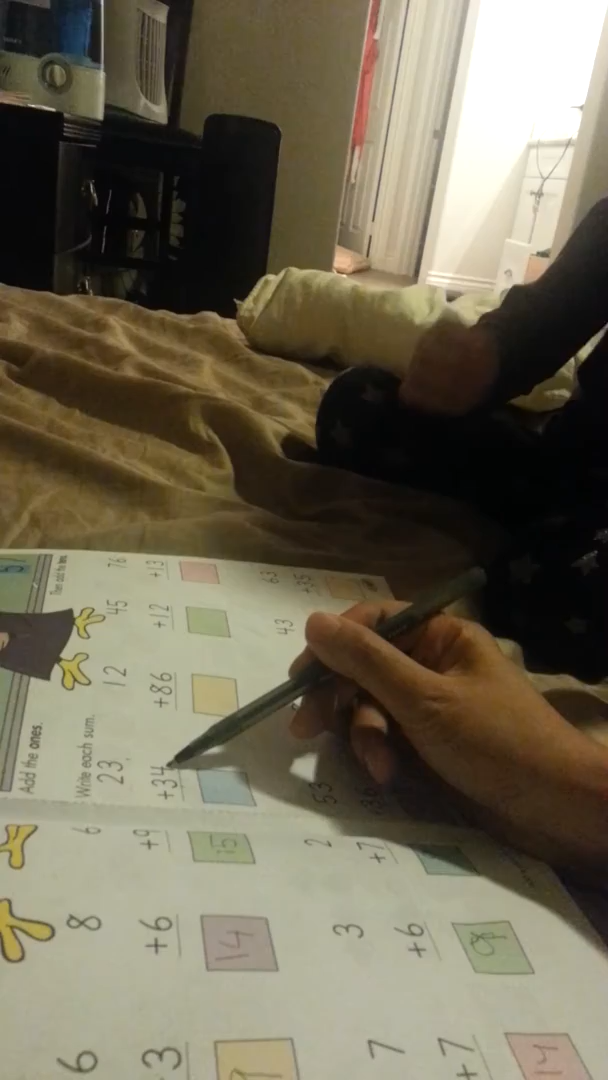 Add the ones.
Then add the tens.
Write each sum.
23 12 45 76
+34 +86 +12 +13
53 43 63
+36 +35
6 8 6
+9 +6 3
15 14
2 3 7
+7 +6 +7
9 14